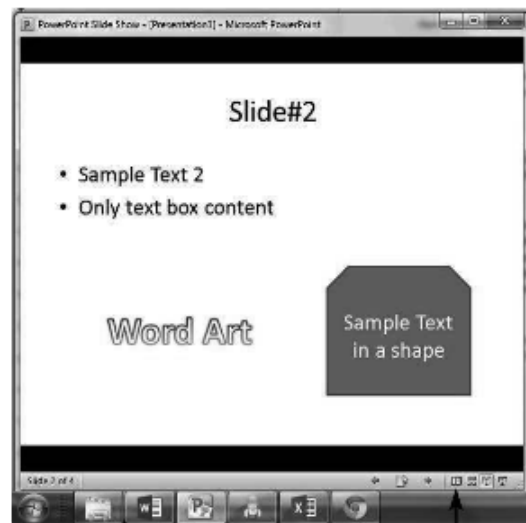 PowerPoint Slide Show - [Presentation1] - Microsoft PowerPoint
Slide#2
• Sample Text 2
• Only text box content
Word Art
Sample Text
in a shape
Slide 2 of 4